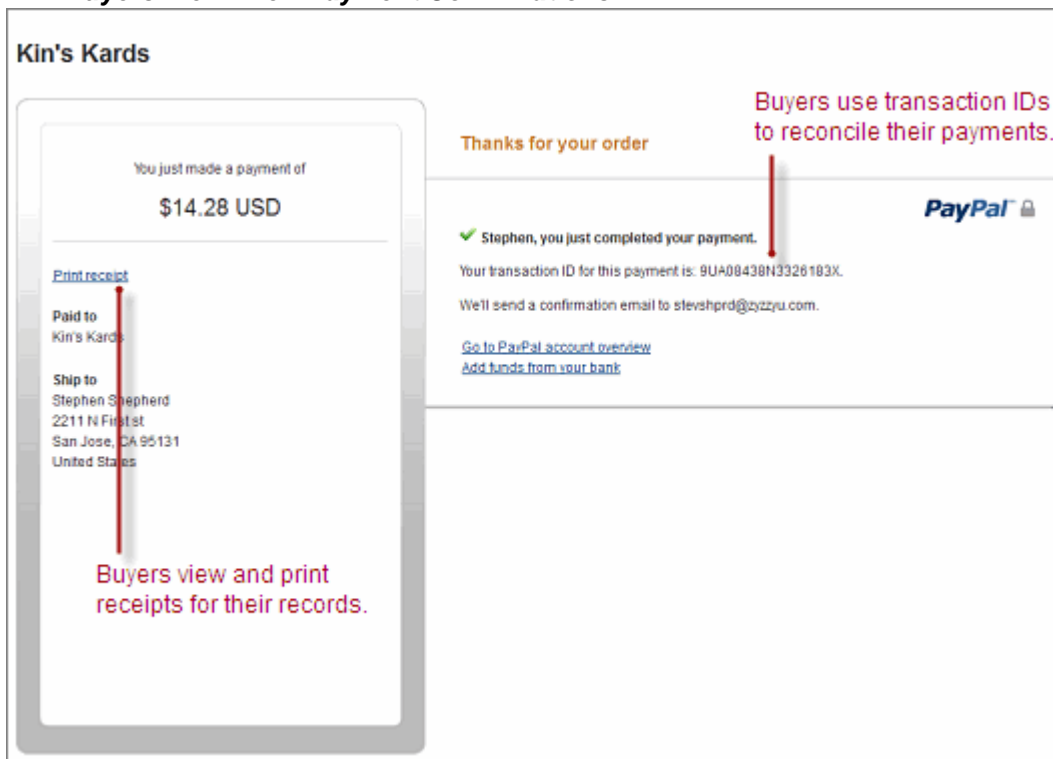 Kin's Kards
You just made a payment of
$14.28 USD
Print receipt
Paid to
Kin's Kards
Ship to
Stephen Shepherd
2211 N First st
San Jose, CA 95131
United States
Buyers view and print
receipts for their records.
Thanks for your order
Buyers use transaction IDs
to reconcile their payments.
PayPal
Stephen, you just completed your payment.
Your transaction ID for this payment is: 9UA08438N3326183X.
We'll send a confirmation email to stevshprd@zyzzyu.com.
Go to PayPal account overview
Add funds from your bank